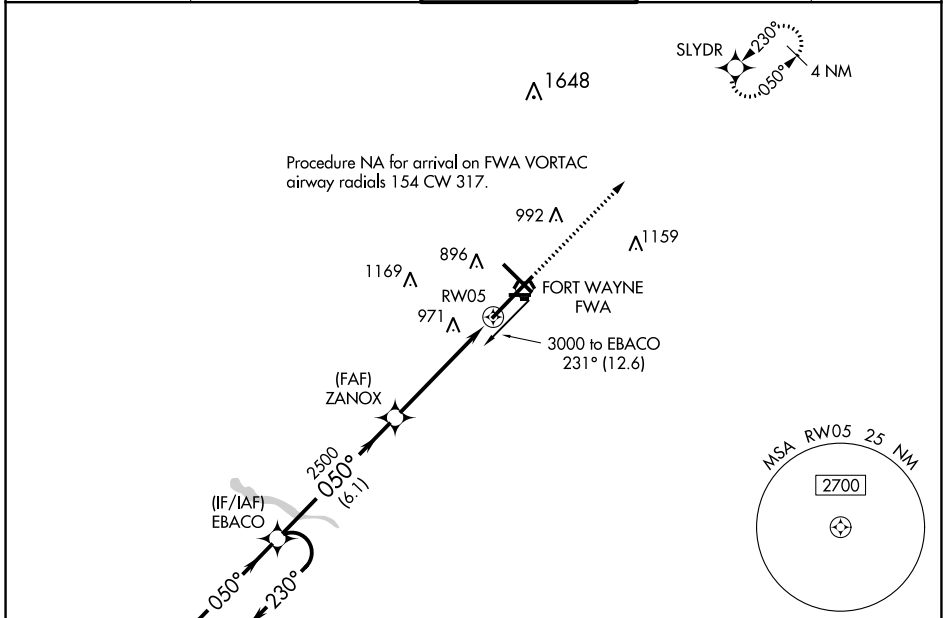 SLYDR
230°
050°
4 NM
1648
Procedure NA for arrival on FWA VORTAC
airway radials 154 CW 317.
992
1159
896
1169
RW05
FORT WAYNE
FWA
971
3000 to EBACO
231° (12.6)
(FAF)
ZANOX
2500
050°
(6.1)
(IF/IAF)
EBACO
050°
230°
MSA RW05 25 NM
2700